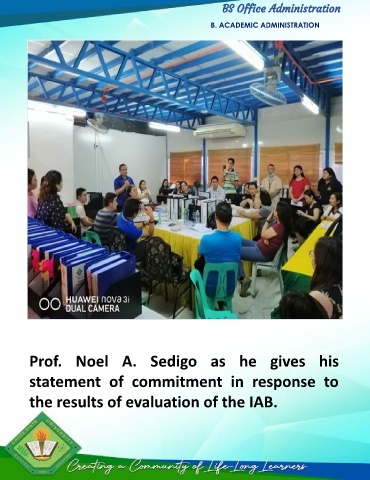 BS Office Administration
B. ACADEMIC ADMINISTRATION
HUAWEI nova 3i
DUAL CAMERA
Prof. Noel A. Sedigo as he gives his
statement of commitment in response to
the results of evaluation of the IAB.
Creating a Community of Life-Long Learners